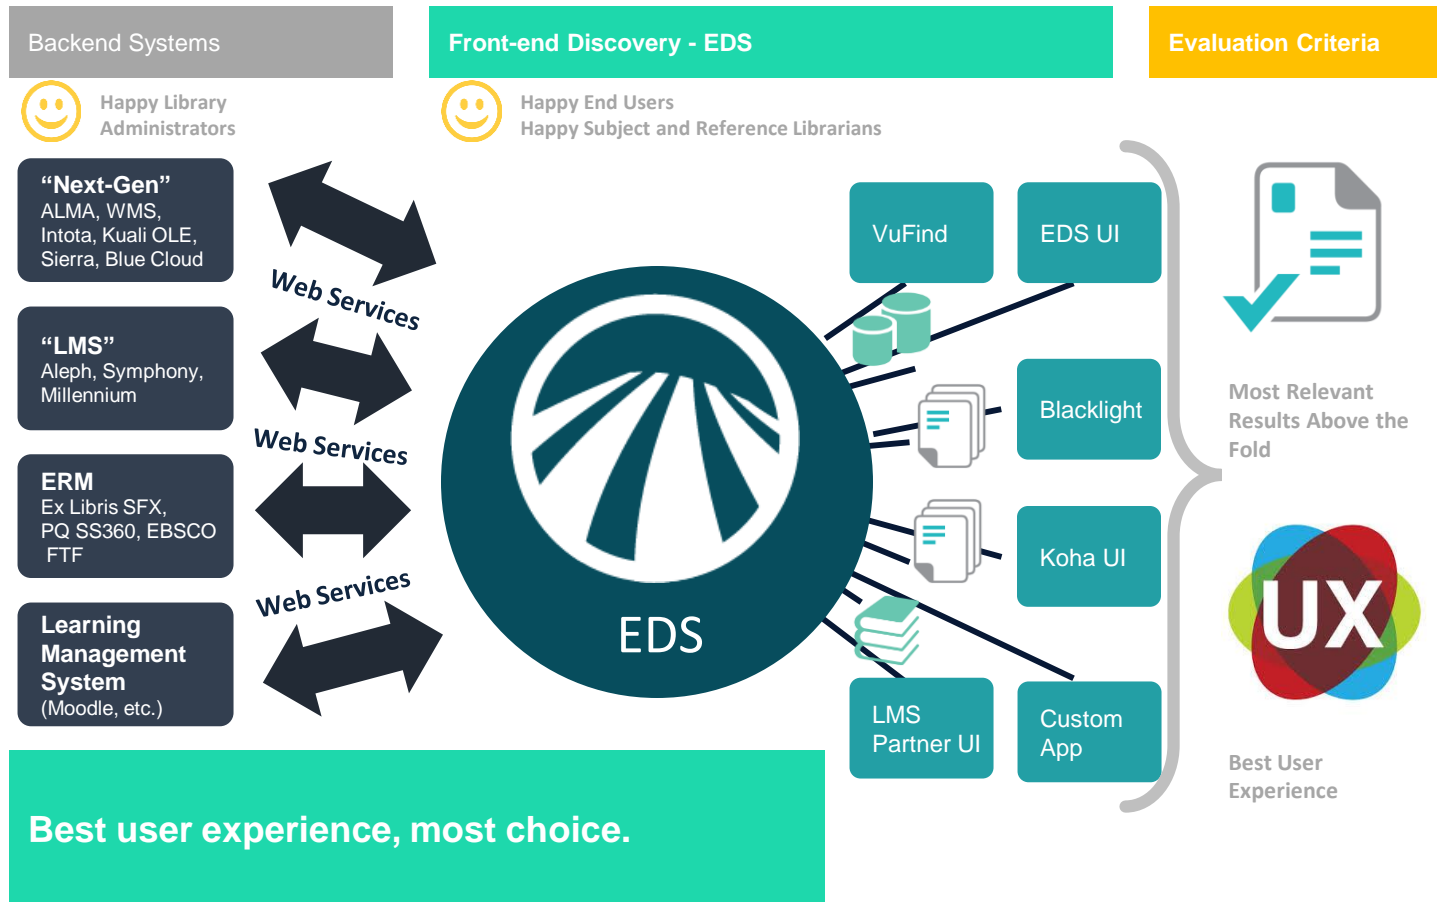 Backend Systems
Front-end Discovery - EDS
Evaluation Criteria
Happy Library
Administrators
Happy End Users
Happy Subject and Reference Librarians
“Next-Gen”
ALMA, WMS,
Intota, Kuali OLE,
Sierra, Blue Cloud
Web Services
“LMS”
Aleph, Symphony,
Millennium
Web Services
ERM
Ex Libris SFX,
PQ SS360, EBSCO
FTF
Web Services
Learning
Management
System
(Moodle, etc.)
EDS
VuFind
EDS UI
Blacklight
Koha UI
LMS
Partner UI
Custom
App
Most Relevant
Results Above the
Fold
UX
Best User
Experience
Best user experience, most choice.